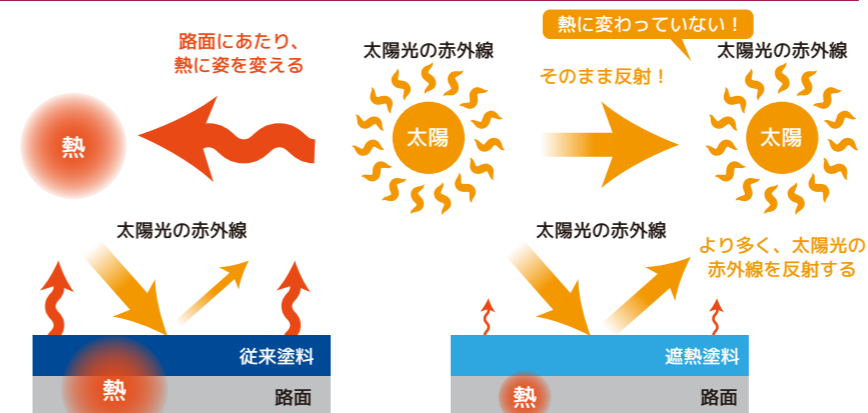 路面にあたり、
熱に姿を変える
太陽光の赤外線
熱に変わっていない！
太陽光の赤外線
そのまま反射！
熱
太陽
太陽
太陽光の赤外線
太陽光の赤外線
より多く、太陽光の
赤外線を反射する
従来塗料
熱
路面
遮熱塗料
熱
路面